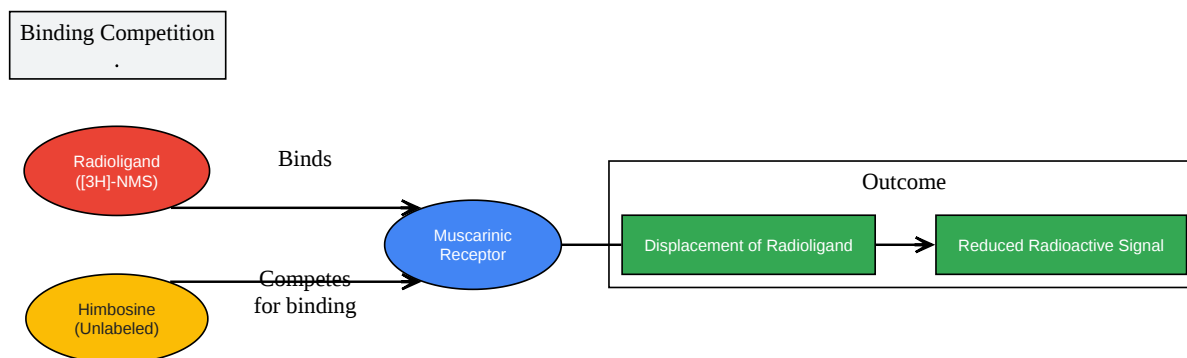 Binding Competition
.
Radioligand
([3H]-NMS)
Binds
Himbosine
(Unlabeled)
Competes
for binding
Muscarinic
Receptor
Outcome
Displacement of Radioligand
Reduced Radioactive Signal